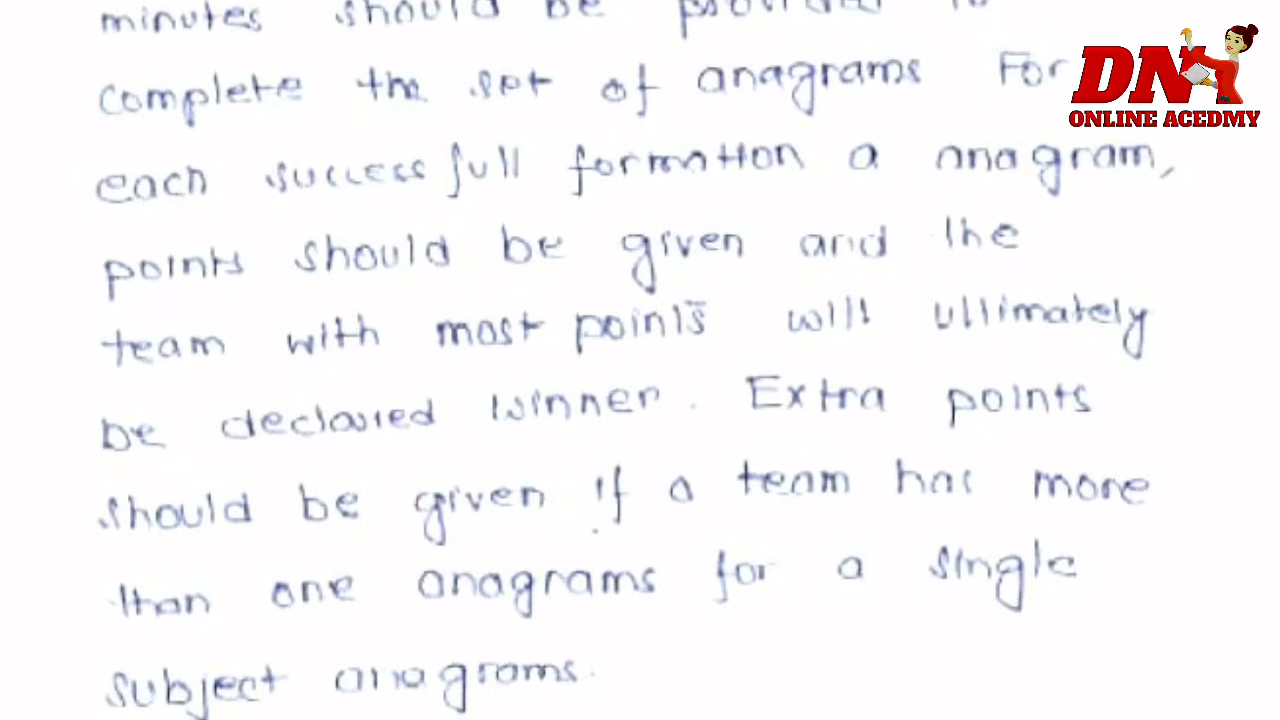 minutes should be provided to
complete the set of anagrams For
each successfull formation a anagram,
points should be given and the
team with most points will ultimately
be declared winner. Extra points
should be given if a team has more
than one anagrams for a single
subject anagrams.
DN
ONLINE ACEDMY